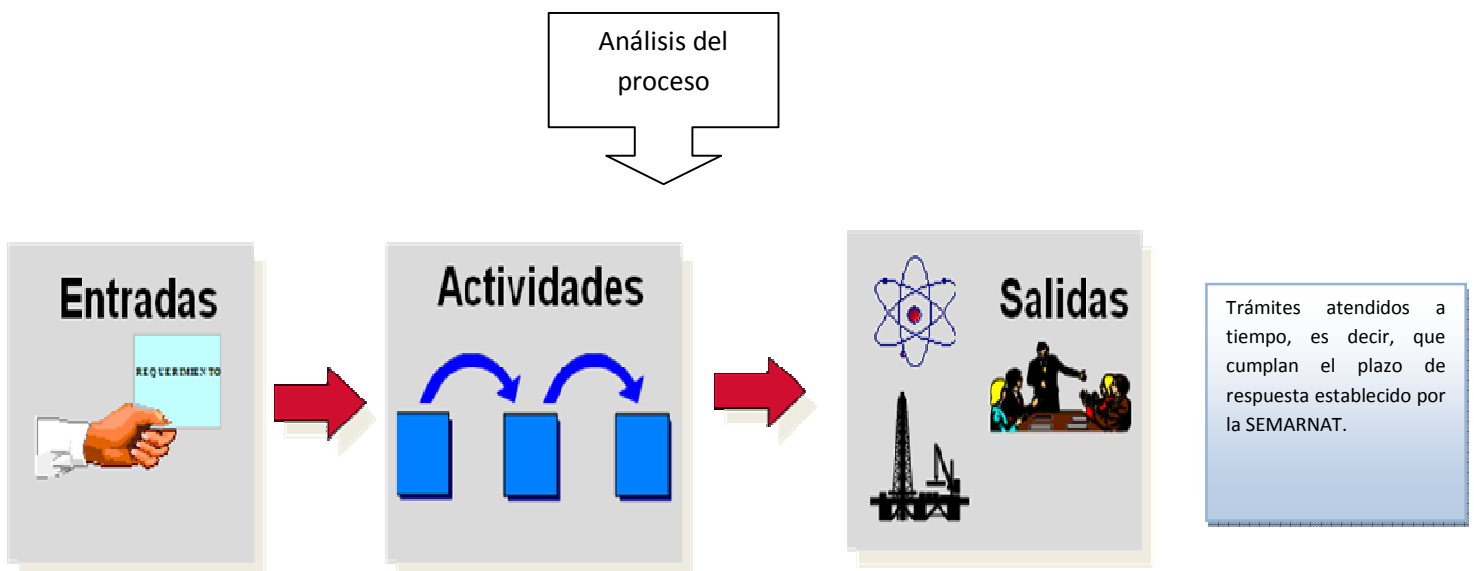 Análisis del
proceso
Entradas
REQUERIMIENTO
Actividades
Salidas
Trámites atendidos a
tiempo, es decir, que
cumplan el plazo de
respuesta establecido por
la SEMARNAT.